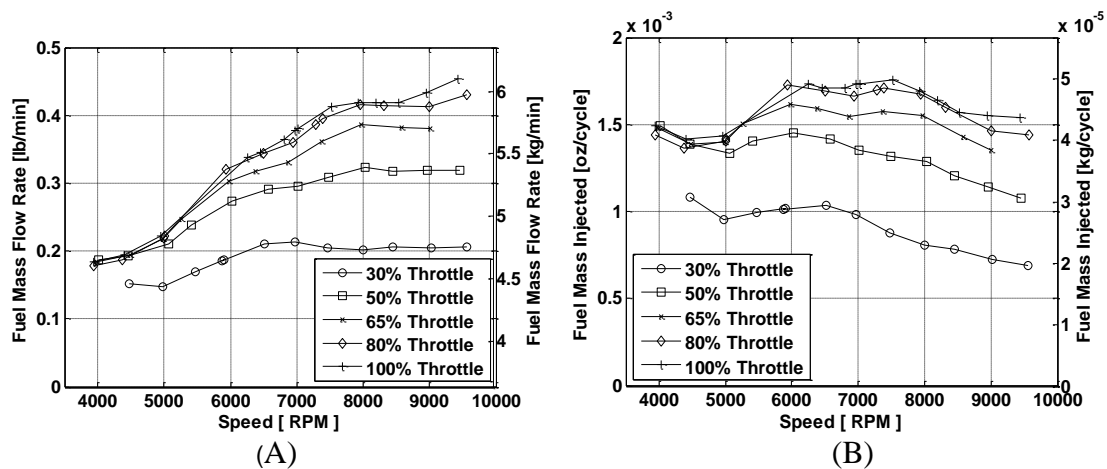 0.5
0.4
0.3
0.2
0.1
0
Fuel Mass Flow Rate [lb/min]
6
5.5
5
4.5
4
Fuel Mass Flow Rate [kg/min]
30% Throttle
50% Throttle
65% Throttle
80% Throttle
100% Throttle
4000 5000 6000 7000 8000 9000 10000
Speed [ RPM ]
(A)
x 10⁻³
x 10⁻⁵
2
1.5
1
0.5
0
Fuel Mass Injected [oz/cycle]
5
4
3
2
1
0
Fuel Mass Injected [kg/cycle]
30% Throttle
50% Throttle
65% Throttle
80% Throttle
100% Throttle
4000 5000 6000 7000 8000 9000 10000
Speed [ RPM ]
(B)